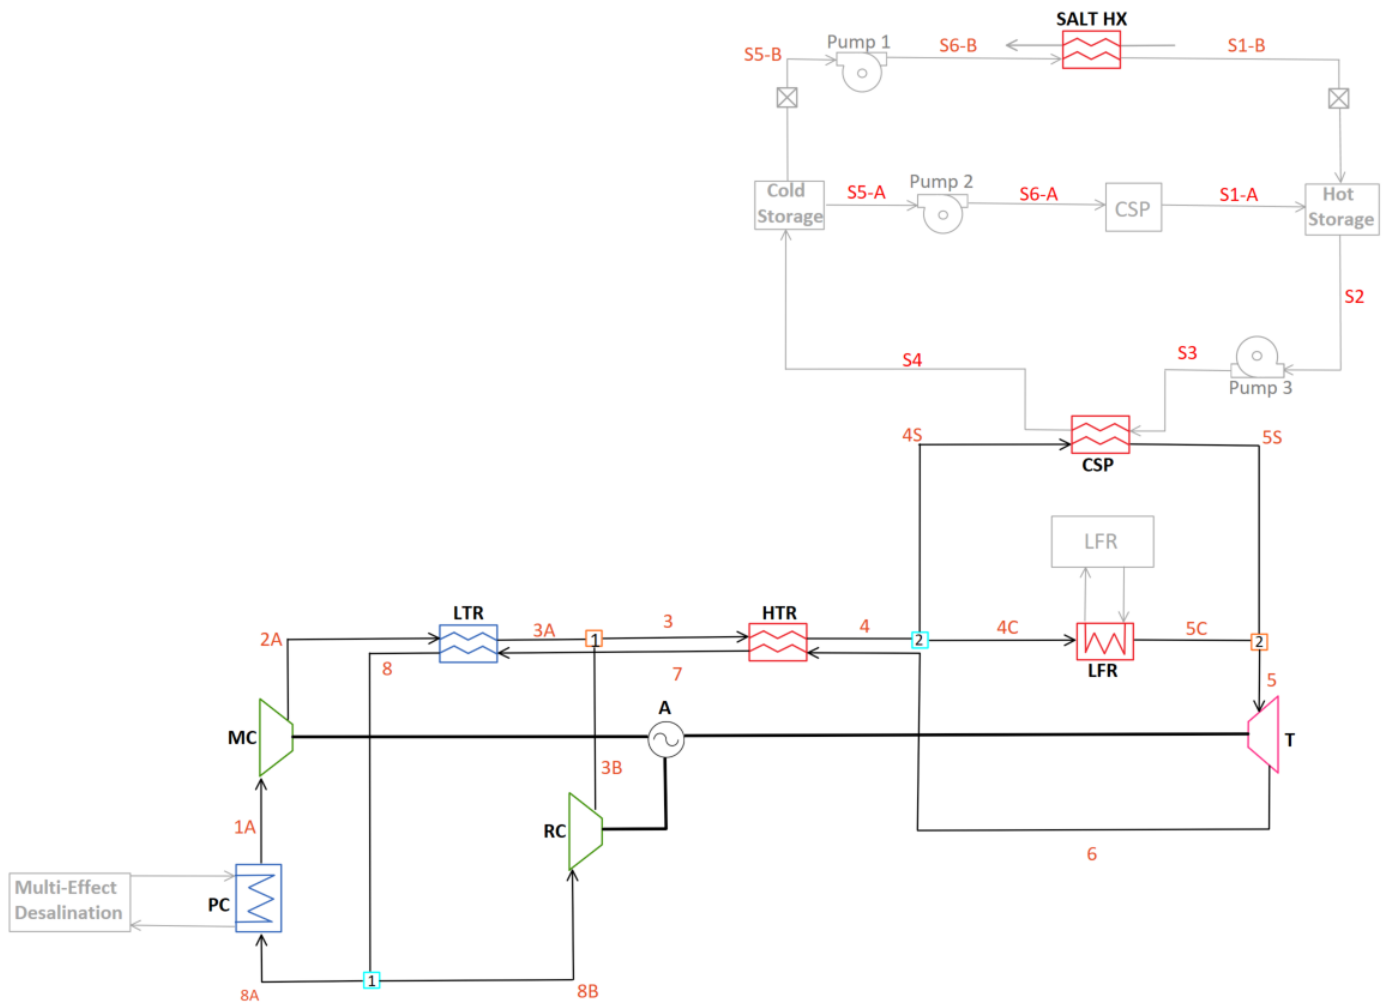 SALT HX
Pump 1
S5-B
S6-B
S1-B
Cold
Storage
S5-A
Pump 2
S6-A
CSP
S1-A
Hot
Storage
S2
S4
S3
Pump 3
4S
CSP
5S
LFR
LTR
HTR
2A
3A
1
3
4
2
4C
5C
2
LFR
8
7
5
MC
A
T
3B
RC
1A
6
Multi-Effect
Desalination
PC
1
8A
8B